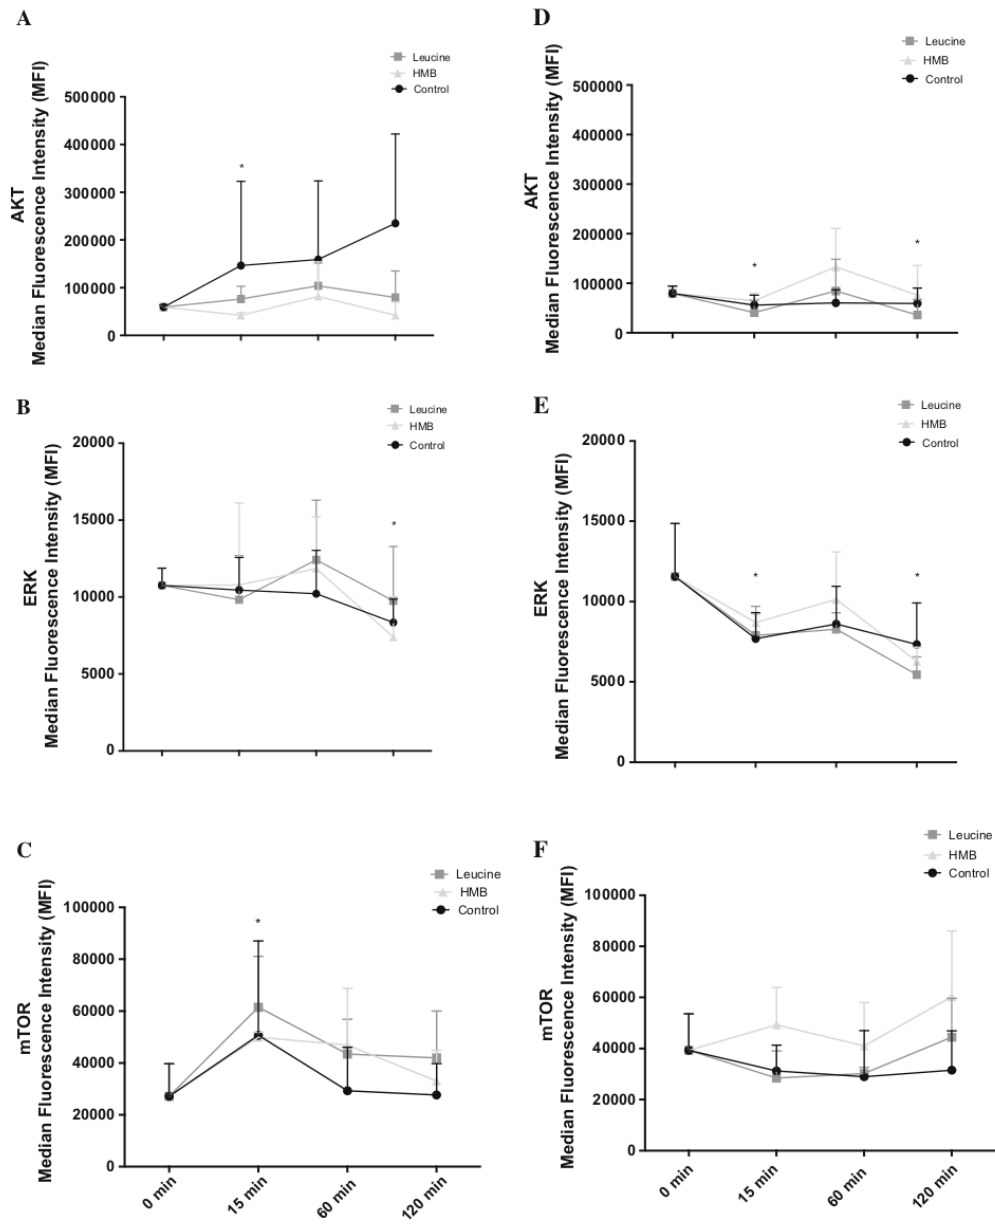 A
Leucine
HMB
Control
AKT
Median Fluorescence Intensity (MFI)
500000
400000
300000
200000
100000
0
*
D
Leucine
HMB
Control
AKT
Median Fluorescence Intensity (MFI)
500000
400000
300000
200000
100000
0
*
*
B
Leucine
HMB
Control
ERK
Median Fluorescence Intensity (MFI)
20000
15000
10000
5000
0
*
E
Leucine
HMB
Control
ERK
Median Fluorescence Intensity (MFI)
20000
15000
10000
5000
0
*
*
C
Leucine
HMB
Control
mTOR
Median Fluorescence Intensity (MFI)
100000
80000
60000
40000
20000
0
*
0 min
15 min
60 min
120 min
F
Leucine
HMB
Control
mTOR
Median Fluorescence Intensity (MFI)
100000
80000
60000
40000
20000
0
0 min
15 min
60 min
120 min